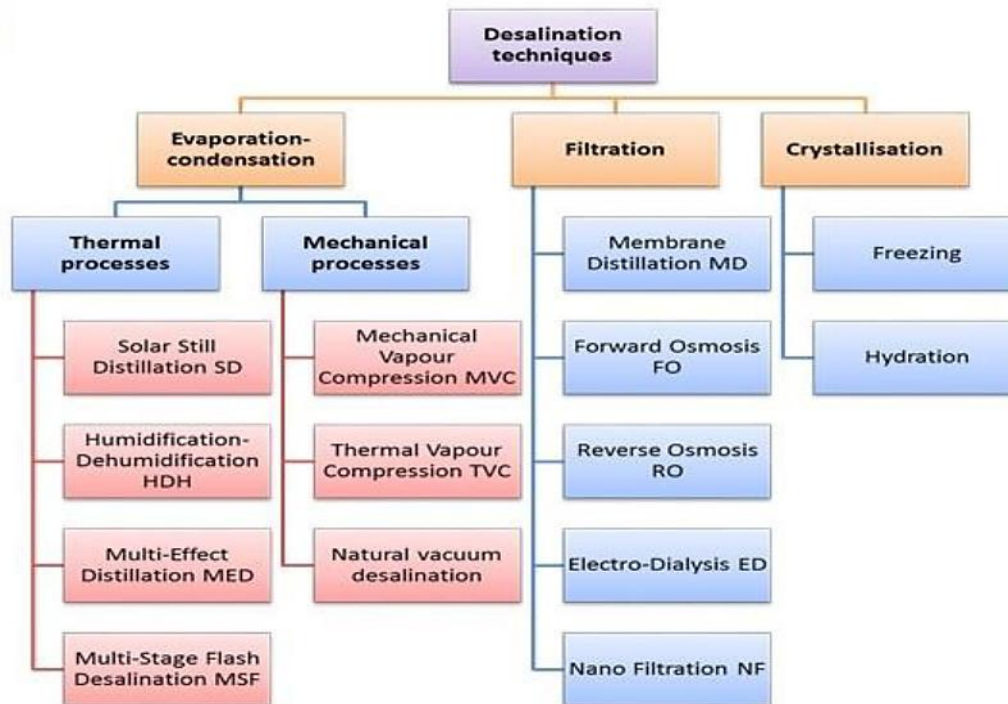 Desalination
techniques
Evaporation-
condensation
Filtration
Crystallisation
Thermal
processes
Mechanical
processes
Membrane
Distillation MD
Freezing
Solar Still
Distillation SD
Mechanical
Vapour
Compression MVC
Forward Osmosis
FO
Hydration
Humidification-
Dehumidification
HDH
Thermal Vapour
Compression TVC
Reverse Osmosis
RO
Multi-Effect
Distillation MED
Natural vacuum
desalination
Electro-Dialysis ED
Multi-Stage Flash
Desalination MSF
Nano Filtration NF